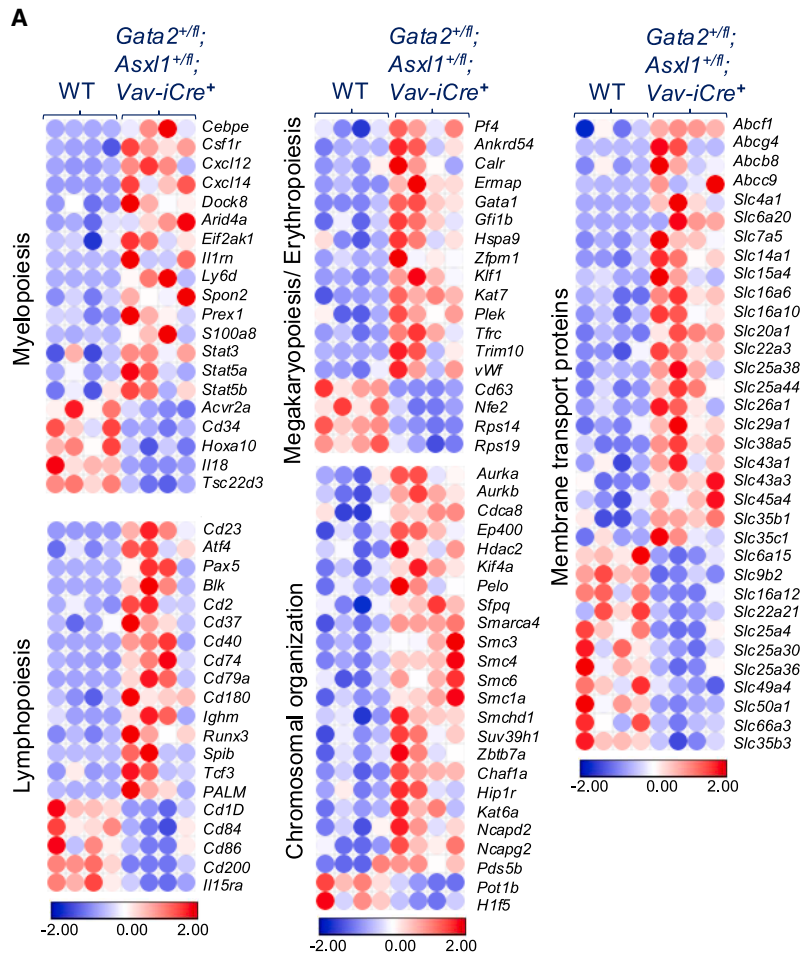 A
Gata2+/fl;
Asxl1+/fl;
WT Vav-iCre+
Myelopoiesis
Cebpe
Csf1r
Cxcl12
Cxcl14
Dock8
Arid4a
Eif2ak1
Il1rn
Ly6d
Spon2
Prex1
S100a8
Stat3
Stat5a
Stat5b
Acvr2a
Cd34
Hoxa10
Il18
Tsc22d3
Lymphopoiesis
Cd23
Atf4
Pax5
Blk
Cd2
Cd37
Cd40
Cd74
Cd79a
Cd180
Ighm
Runx3
Spib
Tcf3
PALM
Cd1D
Cd84
Cd86
Cd200
Il15ra
-2.00 0.00 2.00
Gata2+/fl;
Asxl1+/fl;
WT Vav-iCre+
Megakaryopoiesis/ Erythropoiesis
Pf4
Ankrd54
Calr
Ermap
Gata1
Gfi1b
Hspa9
Zfpm1
Klf1
Kat7
Plek
Tfrc
Trim10
vWf
Cd63
Nfe2
Rps14
Rps19
Chromosomal organization
Aurka
Aurkb
Cdca8
Ep400
Hdac2
Kif4a
Pelo
Sfpq
Smarca4
Smc3
Smc4
Smc6
Smc1a
Smchd1
Suv39h1
Zbtb7a
Chaf1a
Hip1r
Kat6a
Ncapd2
Ncapg2
Pds5b
Pot1b
H1f5
-2.00 0.00 2.00
Gata2+/fl;
Asxl1+/fl;
WT Vav-iCre+
Membrane transport proteins
Abcf1
Abcg4
Abcb8
Abcc9
Slc4a1
Slc6a20
Slc7a5
Slc14a1
Slc15a4
Slc16a6
Slc16a10
Slc20a1
Slc22a3
Slc25a38
Slc25a44
Slc26a1
Slc29a1
Slc38a5
Slc43a1
Slc43a3
Slc45a4
Slc35b1
Slc35c1
Slc6a15
Slc9b2
Slc16a12
Slc22a21
Slc25a4
Slc25a30
Slc25a36
Slc49a4
Slc50a1
Slc66a3
Slc35b3
-2.00 0.00 2.00